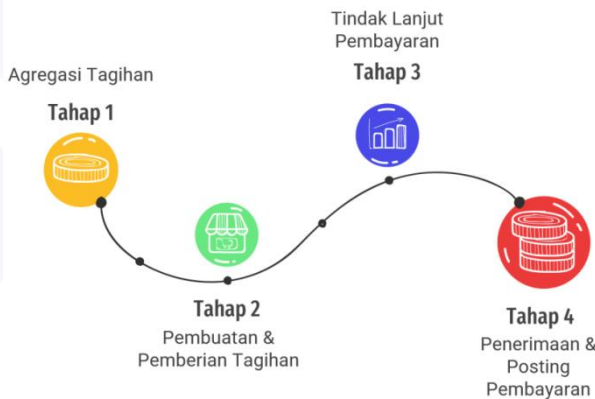 Agregasi Tagihan
Tahap 1
Tahap 2
Pembuatan &
Pemberian Tagihan
Tindak Lanjut
Pembayaran
Tahap 3
Tahap 4
Penerimaan &
Posting
Pembayaran